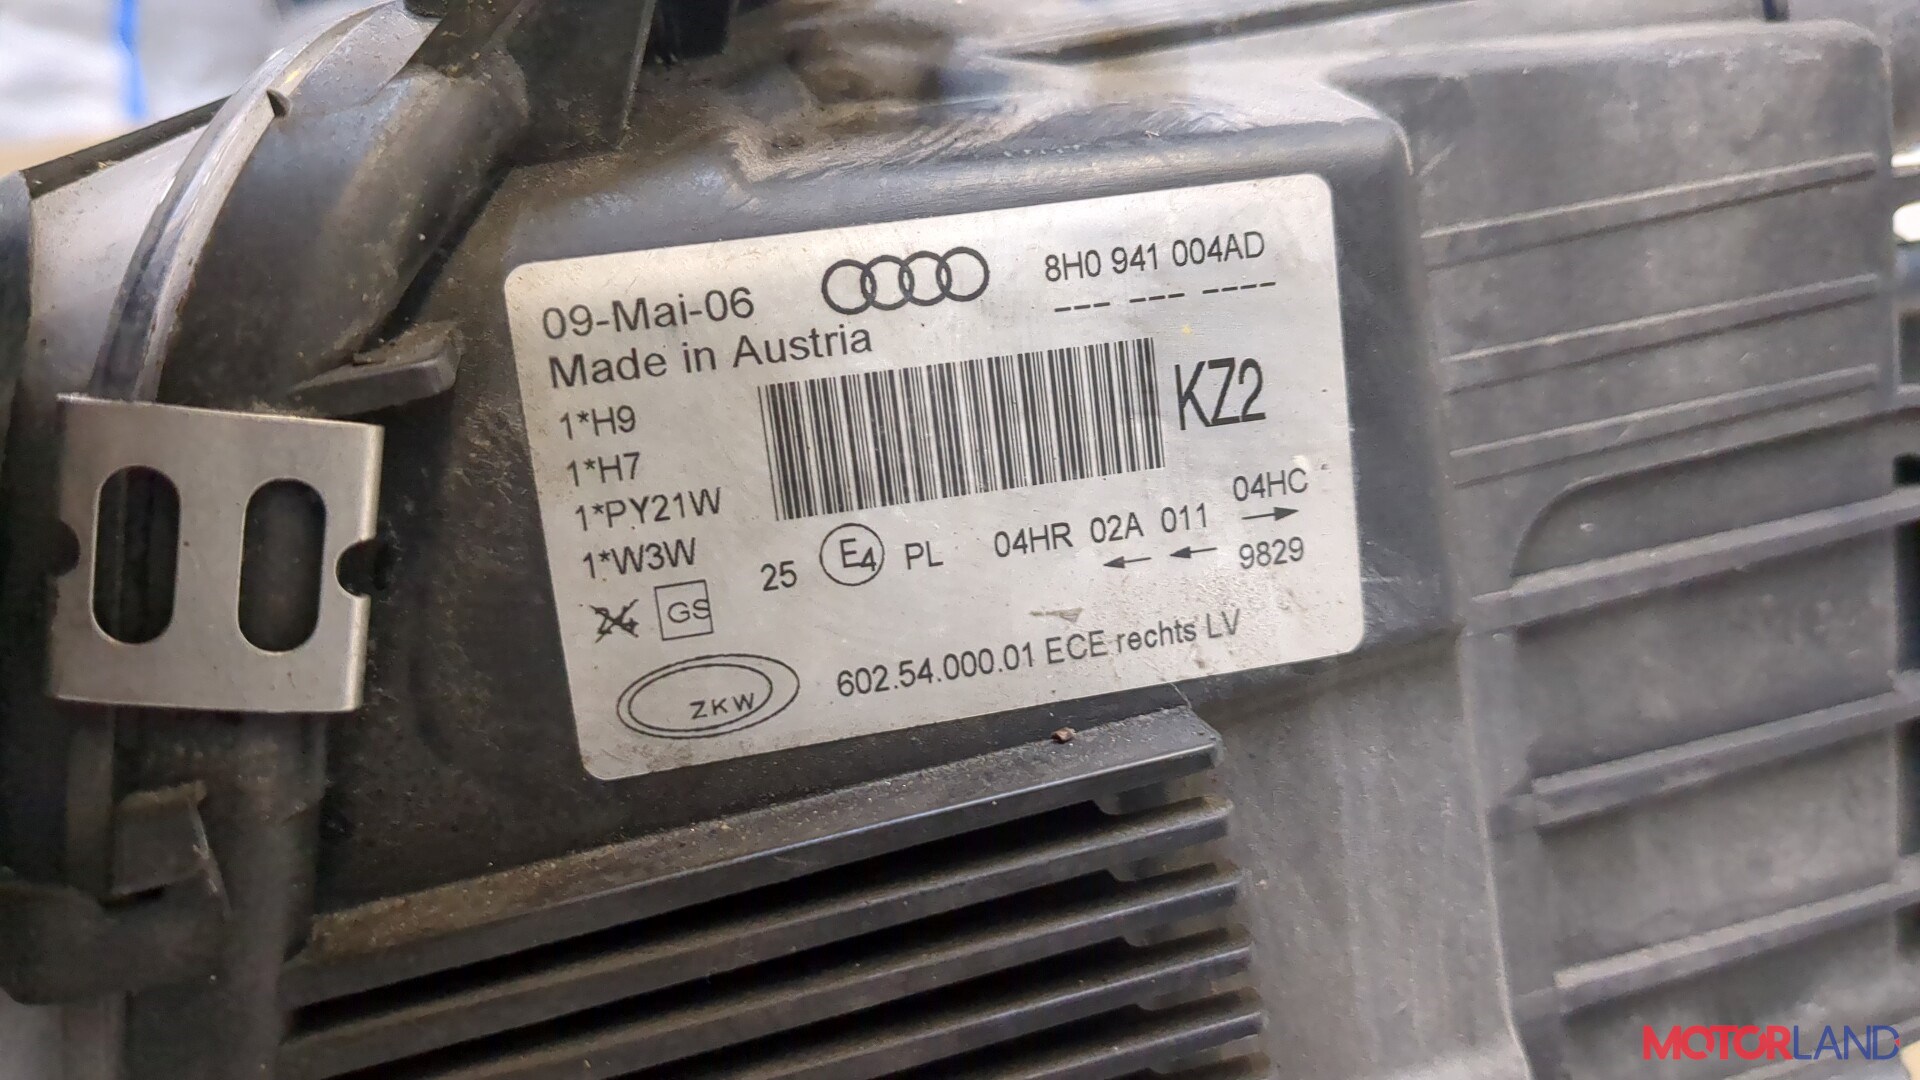 09-Mai-06
8H0 941 004AD
--- --- ----
Made in Austria
KZ2
1*H9
1*H7
1*PY21W
1*W3W
04HC
25 E4 PL 04HR 02A 011
9829
GS
ZKW
602.54.000.01 ECE rechts LV
MOTORLAND